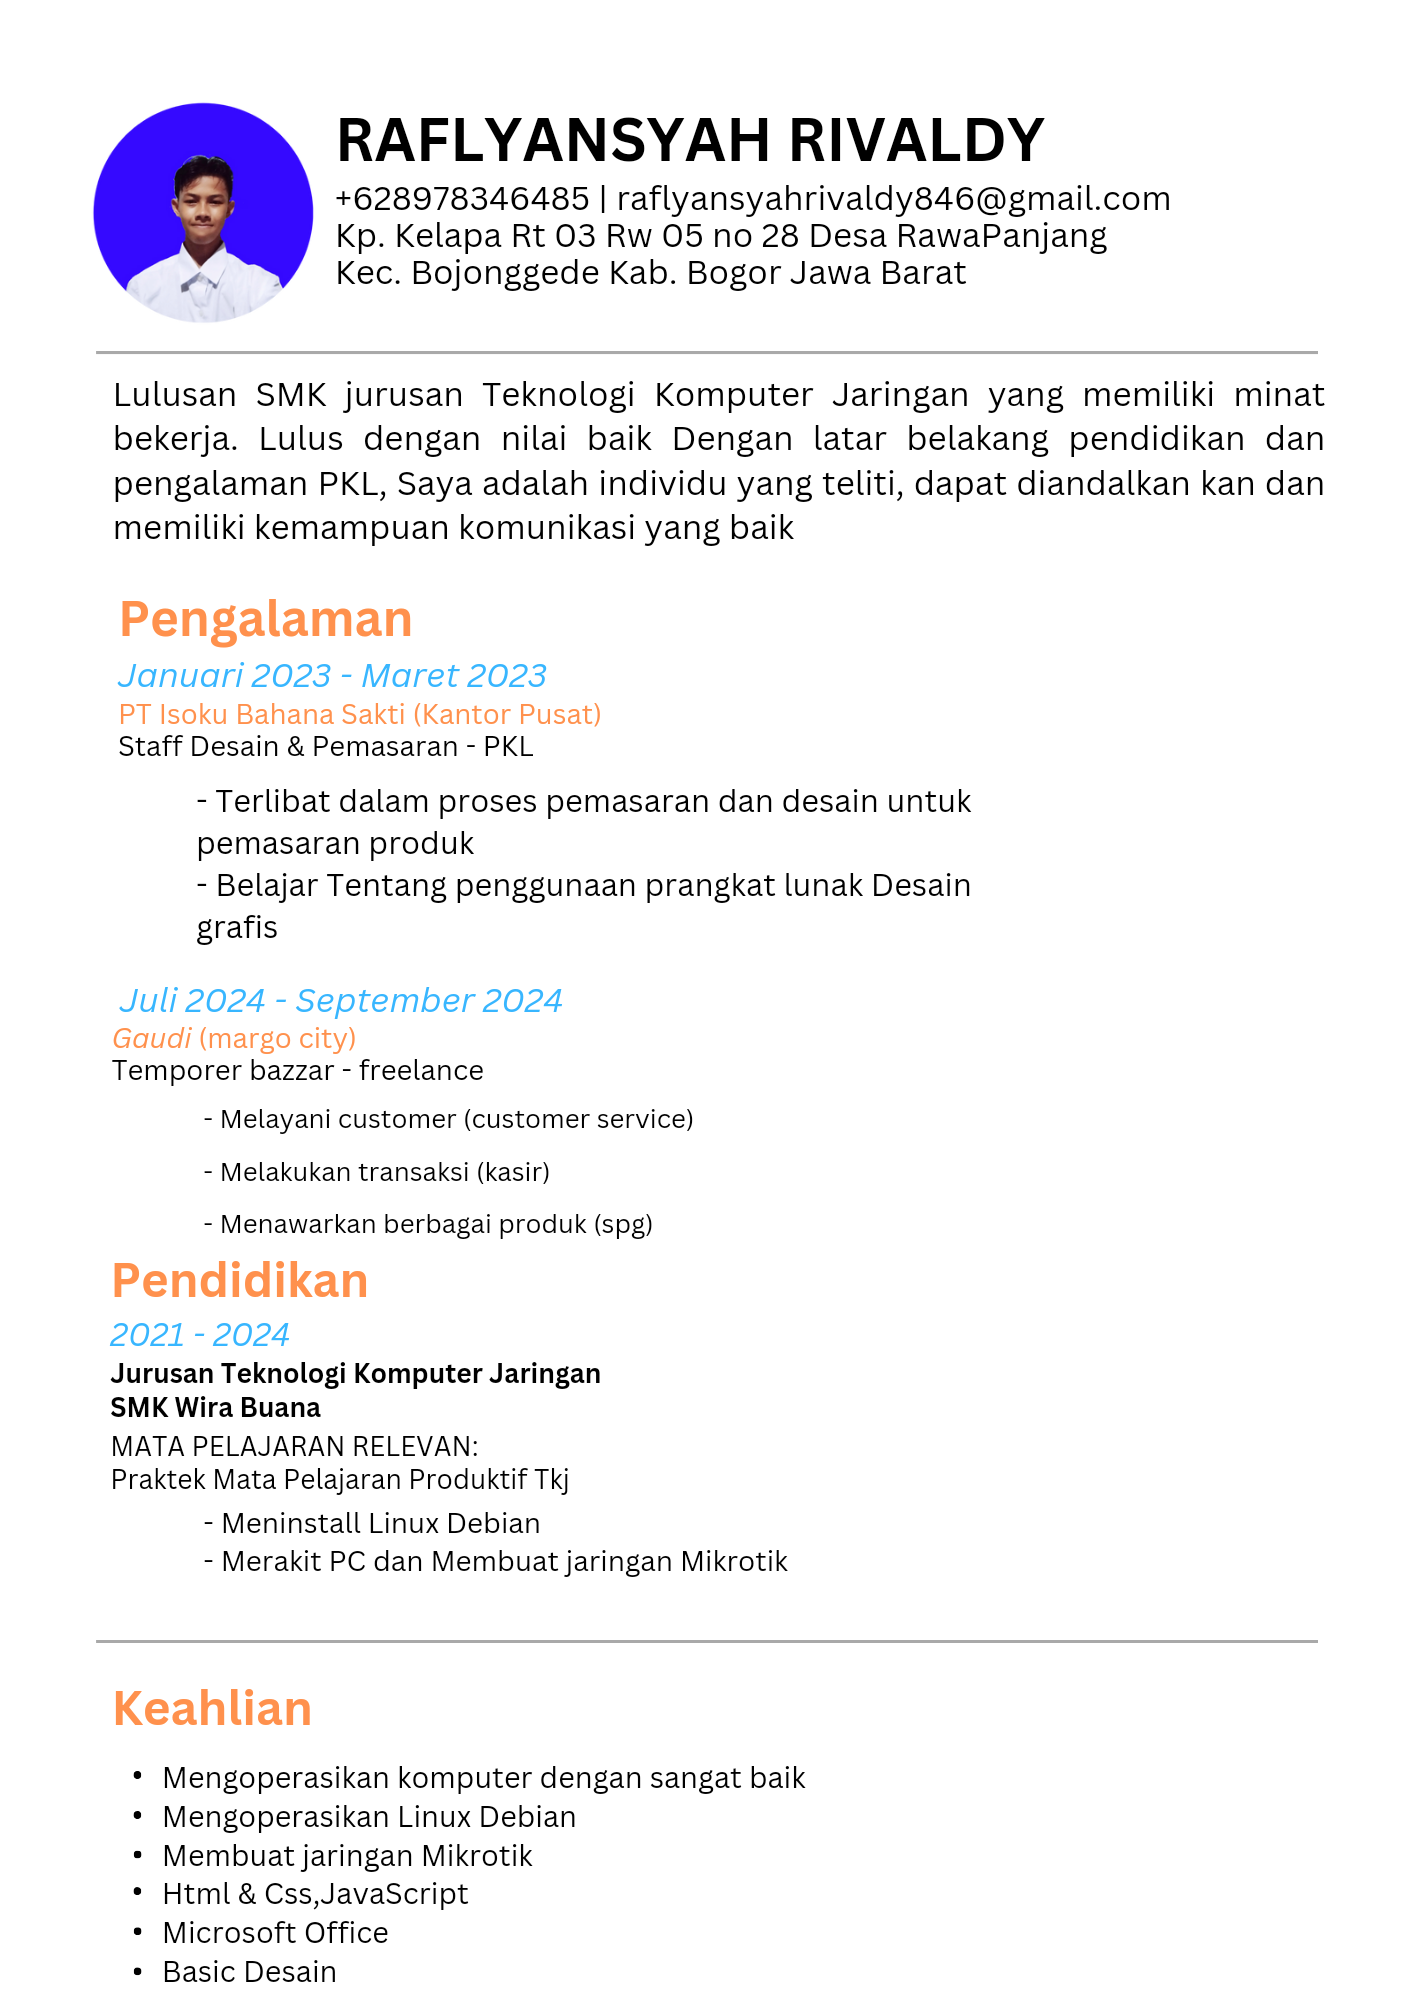 RAFLYANSYAH RIVALDY
+628978346485 | raflyansyahrivaldy846@gmail.com
Kp. Kelapa Rt 03 Rw 05 no 28 Desa RawaPanjang
Kec. Bojonggede Kab. Bogor Jawa Barat
Lulusan SMK jurusan Teknologi Komputer Jaringan yang memiliki minat
bekerja. Lulus dengan nilai baik Dengan latar belakang pendidikan dan
pengalaman PKL, Saya adalah individu yang teliti, dapat diandalkan kan dan
memiliki kemampuan komunikasi yang baik
Pengalaman
Januari 2023 - Maret 2023
PT Isoku Bahana Sakti (Kantor Pusat)
Staff Desain & Pemasaran - PKL
- Terlibat dalam proses pemasaran dan desain untuk
pemasaran produk
- Belajar Tentang penggunaan prangkat lunak Desain
grafis
Juli 2024 - September 2024
Gaudi (margo city)
Temporer bazzar - freelance
- Melayani customer (customer service)
- Melakukan transaksi (kasir)
- Menawarkan berbagai produk (spg)
Pendidikan
2021 - 2024
Jurusan Teknologi Komputer Jaringan
SMK Wira Buana
MATA PELAJARAN RELEVAN:
Praktek Mata Pelajaran Produktif Tkj
- Meninstall Linux Debian
- Merakit PC dan Membuat jaringan Mikrotik
Keahlian
• Mengoperasikan komputer dengan sangat baik
• Mengoperasikan Linux Debian
• Membuat jaringan Mikrotik
• Html & Css,JavaScript
• Microsoft Office
• Basic Desain